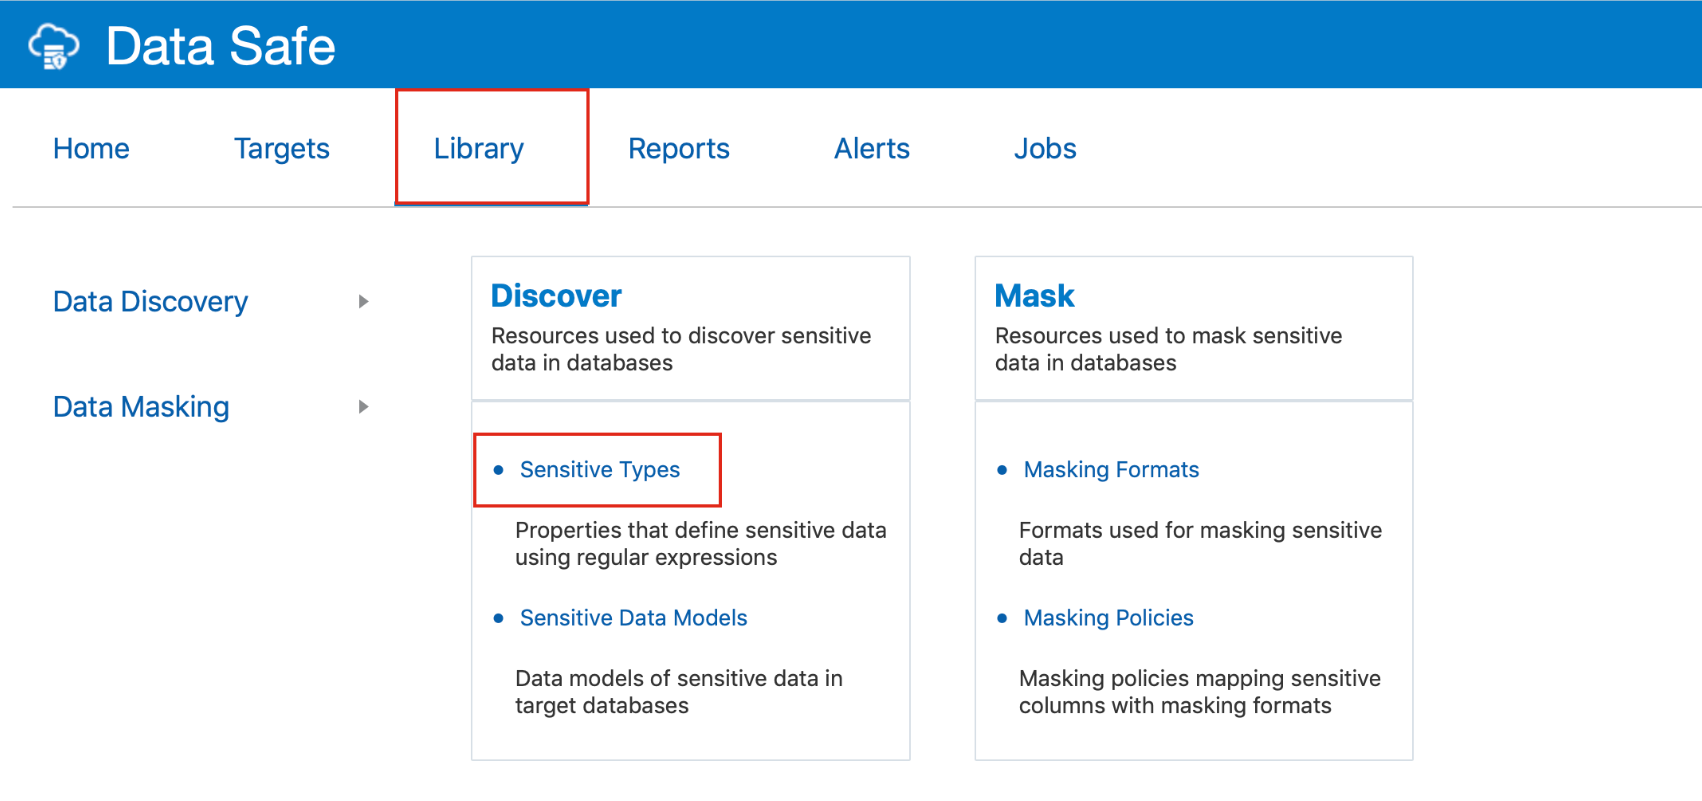 Data Safe
Home Targets Library Reports Alerts Jobs
Data Discovery
Data Masking
Discover
Resources used to discover sensitive
data in databases
Sensitive Types
Properties that define sensitive data
using regular expressions
Sensitive Data Models
Data models of sensitive data in
target databases
Mask
Resources used to mask sensitive
data in databases
Masking Formats
Formats used for masking sensitive
data
Masking Policies
Masking policies mapping sensitive
columns with masking formats